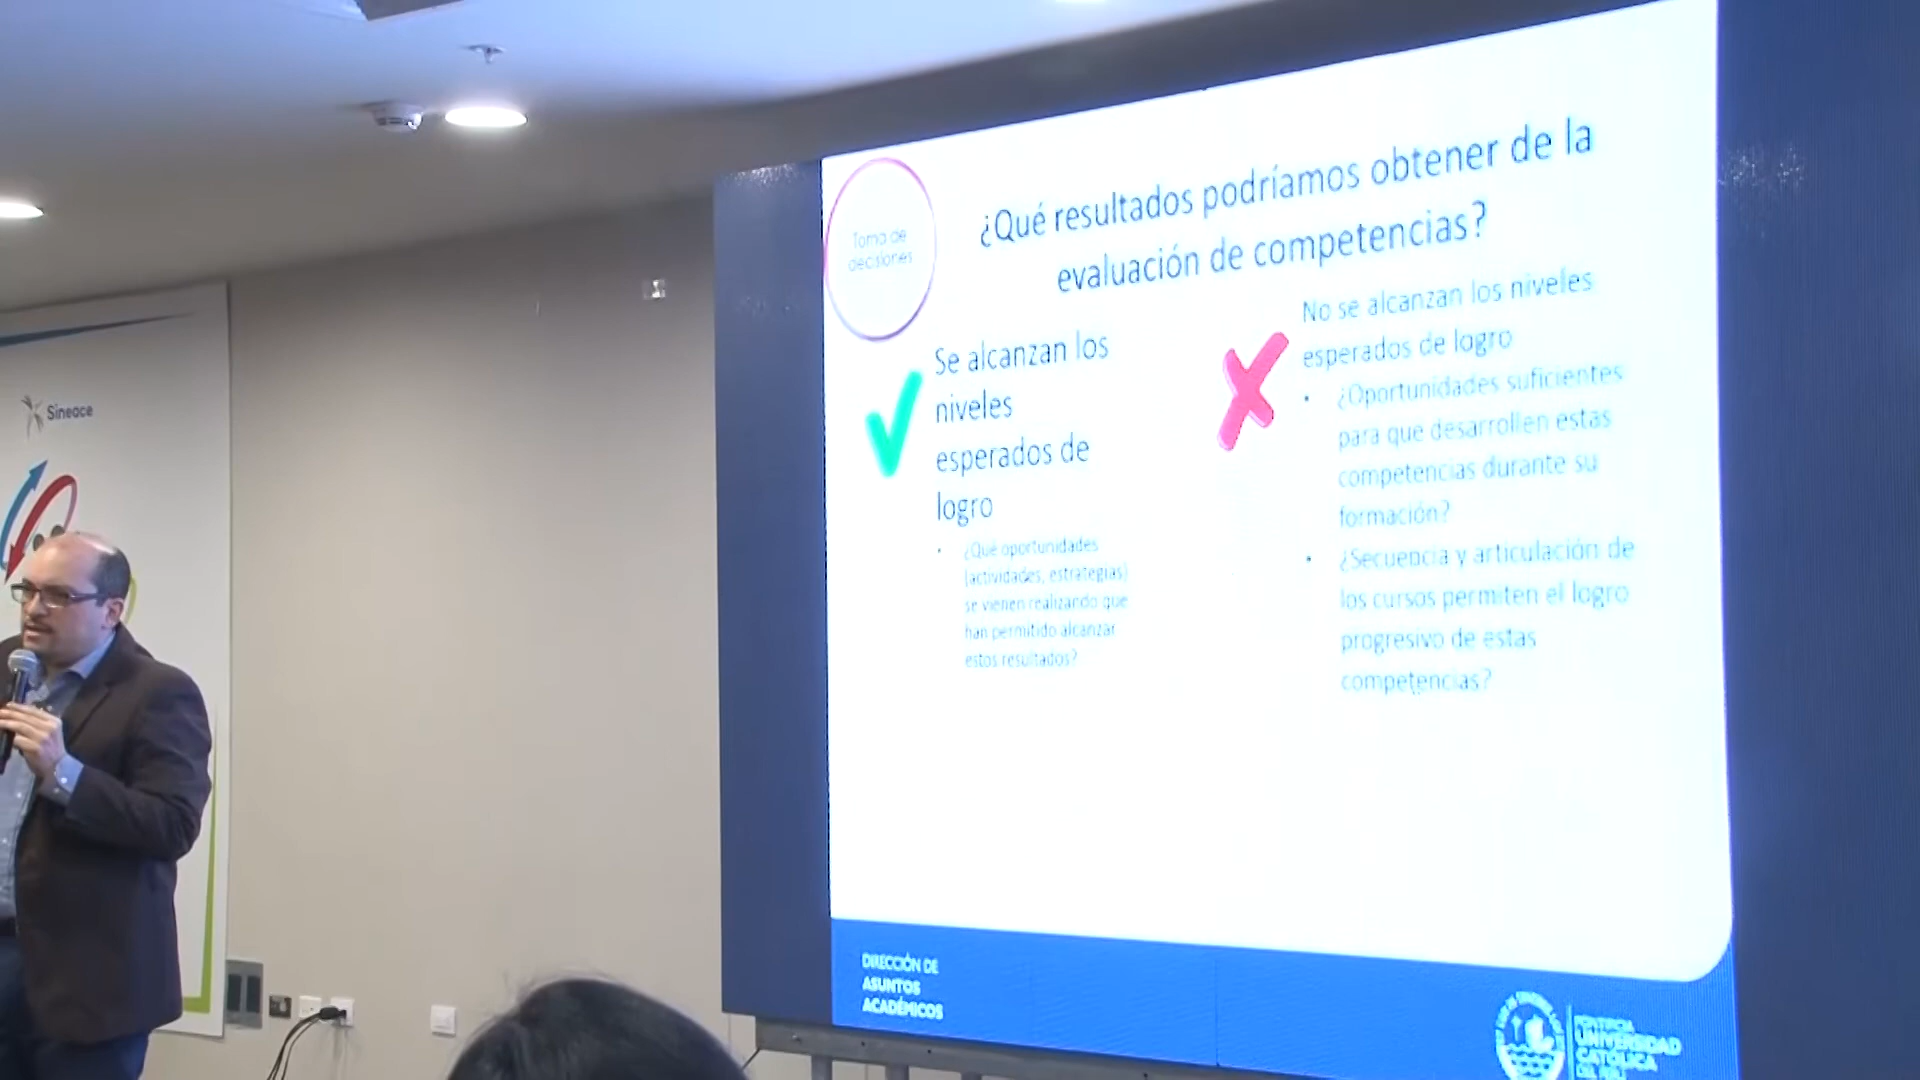 Sineace
Toma de
decisiones
¿Qué resultados podríamos obtener de la
evaluación de competencias?
Se alcanzan los
niveles
esperados de
logro
• ¿Qué oportunidades
(actividades, estrategias)
se vienen realizando que
han permitido alcanzar
estos resultados?
No se alcanzan los niveles
esperados de logro
• ¿Oportunidades suficientes
para que desarrollen estas
competencias durante su
formación?
• ¿Secuencia y articulación de
los cursos permiten el logro
progresivo de estas
competencias?
DIRECCIÓN DE
ASUNTOS
ACADÉMICOS
PONTIFICIA
UNIVERSIDAD
CATÓLICA
DEL PERÚ